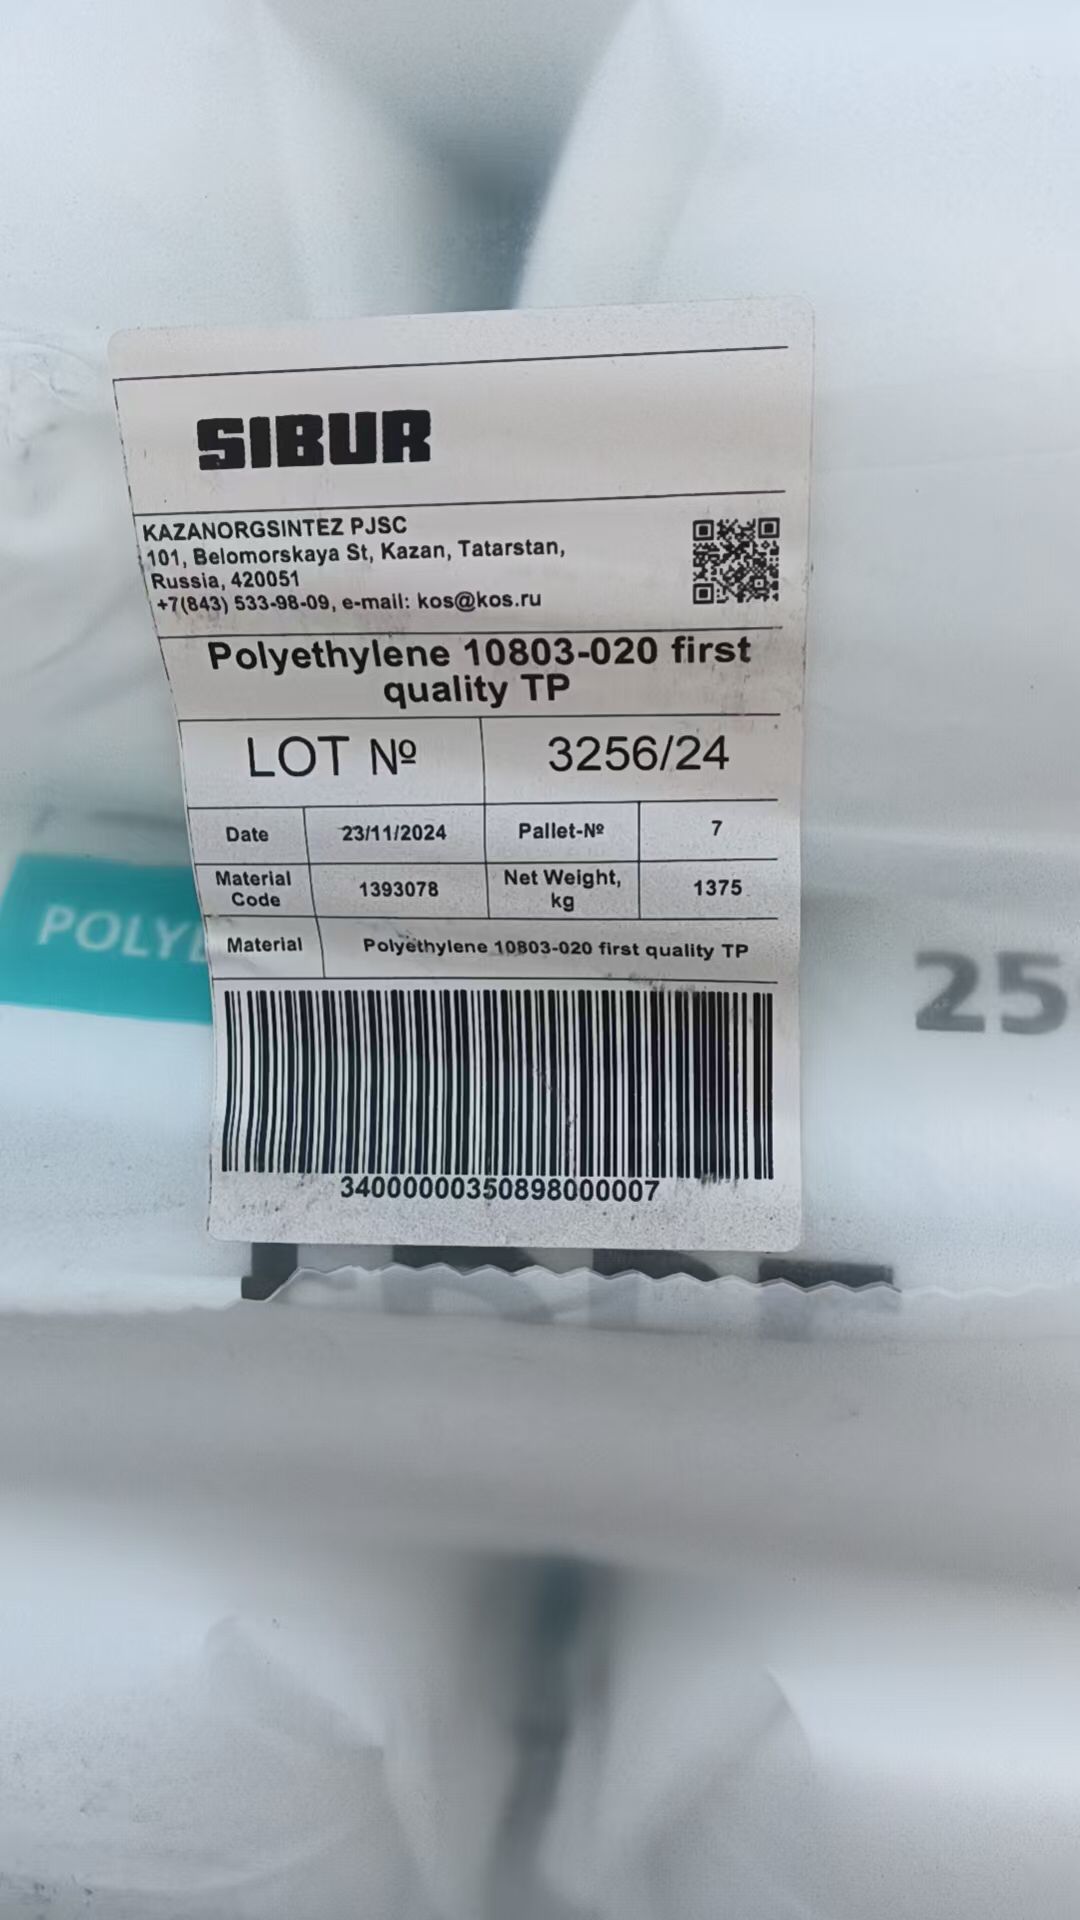 SIBUR
KAZANORGSINTEZ PJSC
101, Belomorskaya St, Kazan, Tatarstan,
Russia, 420051
+7(843) 533-98-09, e-mail: kos@kos.ru
Polyethylene 10803-020 first
quality TP
LOT № 3256/24
Date 23/11/2024 Pallet-№ 7
Material Code 1393078 Net Weight, kg 1375
Material Polyethylene 10803-020 first quality TP
34000000350898000007
POLYE
25